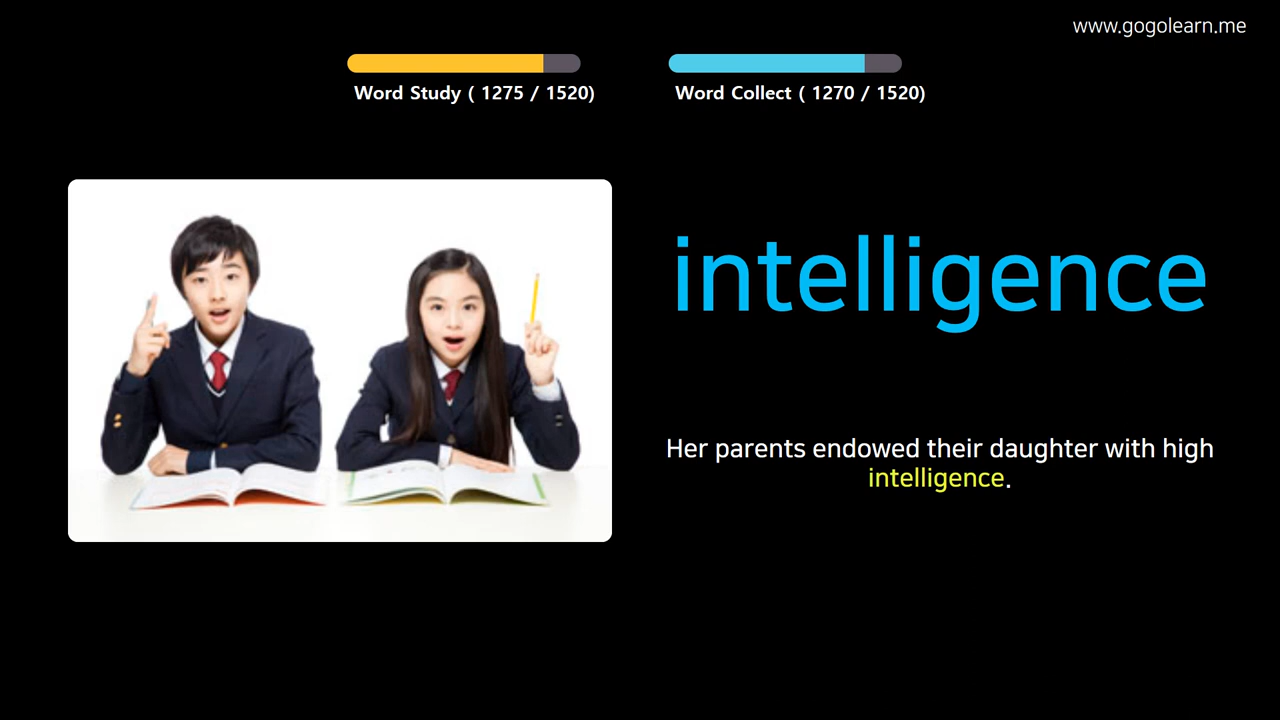 www.gogolearn.me
Word Study ( 1275 / 1520)
Word Collect ( 1270 / 1520)
intelligence
Her parents endowed their daughter with high
intelligence.